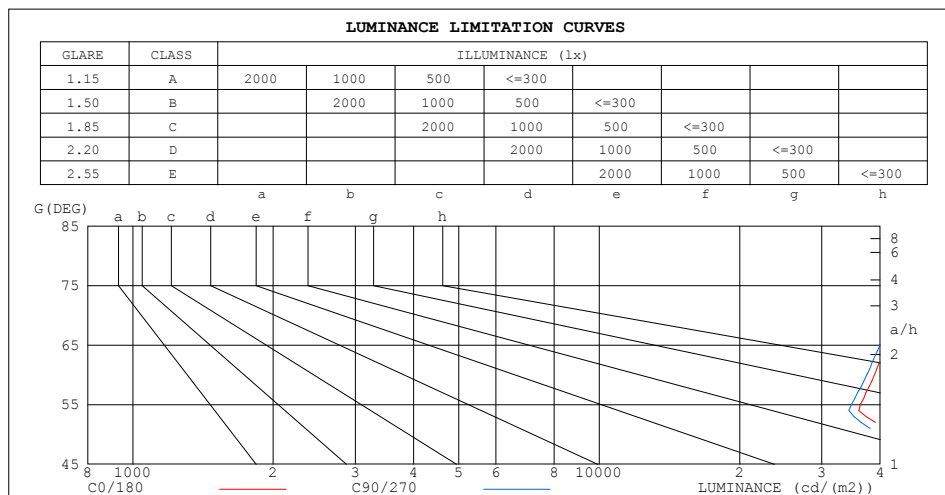 LUMINANCE LIMITATION CURVES
GLARE CLASS ILLUMINANCE (lx)
1.15 A 2000 1000 500 <=300
1.50 B 2000 1000 500 <=300
1.85 C 2000 1000 500 <=300
2.20 D 2000 1000 500 <=300
2.55 E 2000 1000 500 <=300
a b c d e f g h
G(DEG) a b c d e f g h
85
8
6
75 4
3
a/h
65 2
55
45 1
8 1000 2 3 4 5 6 8 10000 2 3 4
C0/180 C90/270 LUMINANCE (cd/(m2))